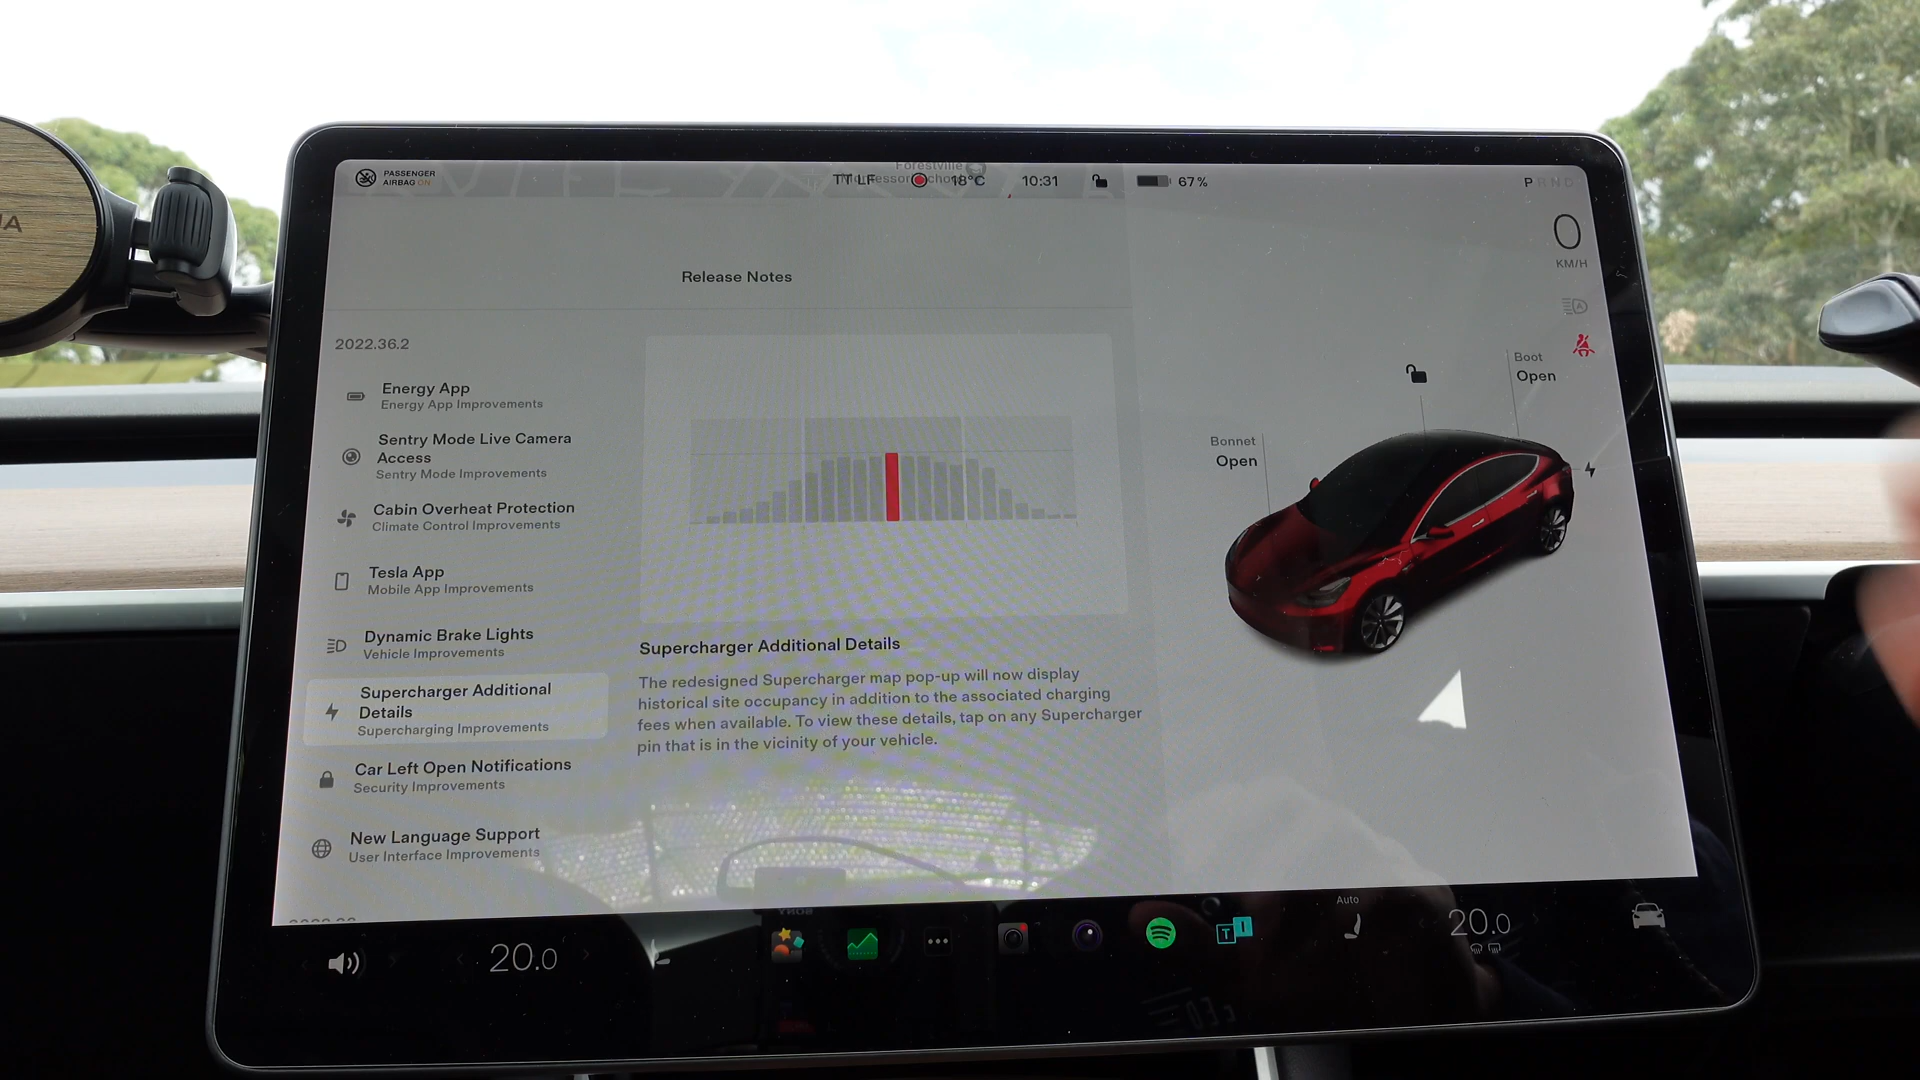 PASSENGER
AIRBAG ON
Forestville
TT LF
18°C
10:31
67%
P R N D
0
KM/H
Release Notes
2022.36.2
Energy App
Energy App Improvements
Sentry Mode Live Camera
Access
Sentry Mode Improvements
Cabin Overheat Protection
Climate Control Improvements
Tesla App
Mobile App Improvements
Dynamic Brake Lights
Vehicle Improvements
Supercharger Additional
Details
Supercharging Improvements
Car Left Open Notifications
Security Improvements
New Language Support
User Interface Improvements
Supercharger Additional Details
The redesigned Supercharger map pop-up will now display
historical site occupancy in addition to the associated charging
fees when available. To view these details, tap on any Supercharger
pin that is in the vicinity of your vehicle.
Boot
Open
Bonnet
Open
20.0
T
Auto
20.0